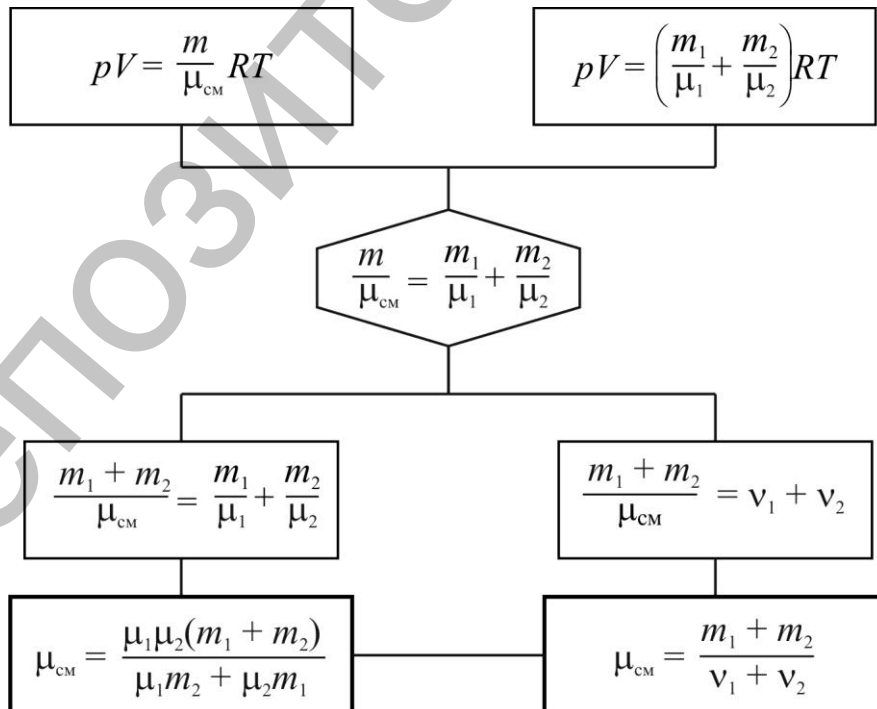 pV = m/μсм RT
pV = (m₁/μ₁ + m₂/μ₂)RT
m/μсм = m₁/μ₁ + m₂/μ₂
(m₁ + m₂)/μсм = m₁/μ₁ + m₂/μ₂
(m₁ + m₂)/μсм = ν₁ + ν₂
μсм = μ₁μ₂(m₁ + m₂)/(μ₁m₂ + μ₂m₁)
μсм = (m₁ + m₂)/(ν₁ + ν₂)
ЕПОЗИТО